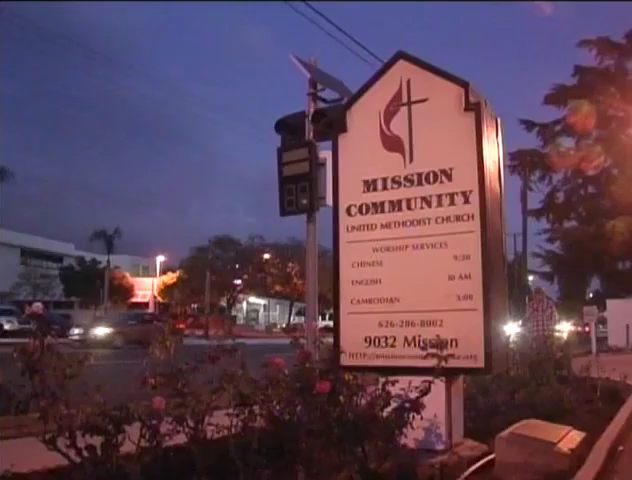 MISSION
COMMUNITY
UNITED METHODIST CHURCH
WORSHIP SERVICES
CHINESE 9:30
ENGLISH 10 AM
CAMBODIAN 3:00
626-286-8002
9032 Mission